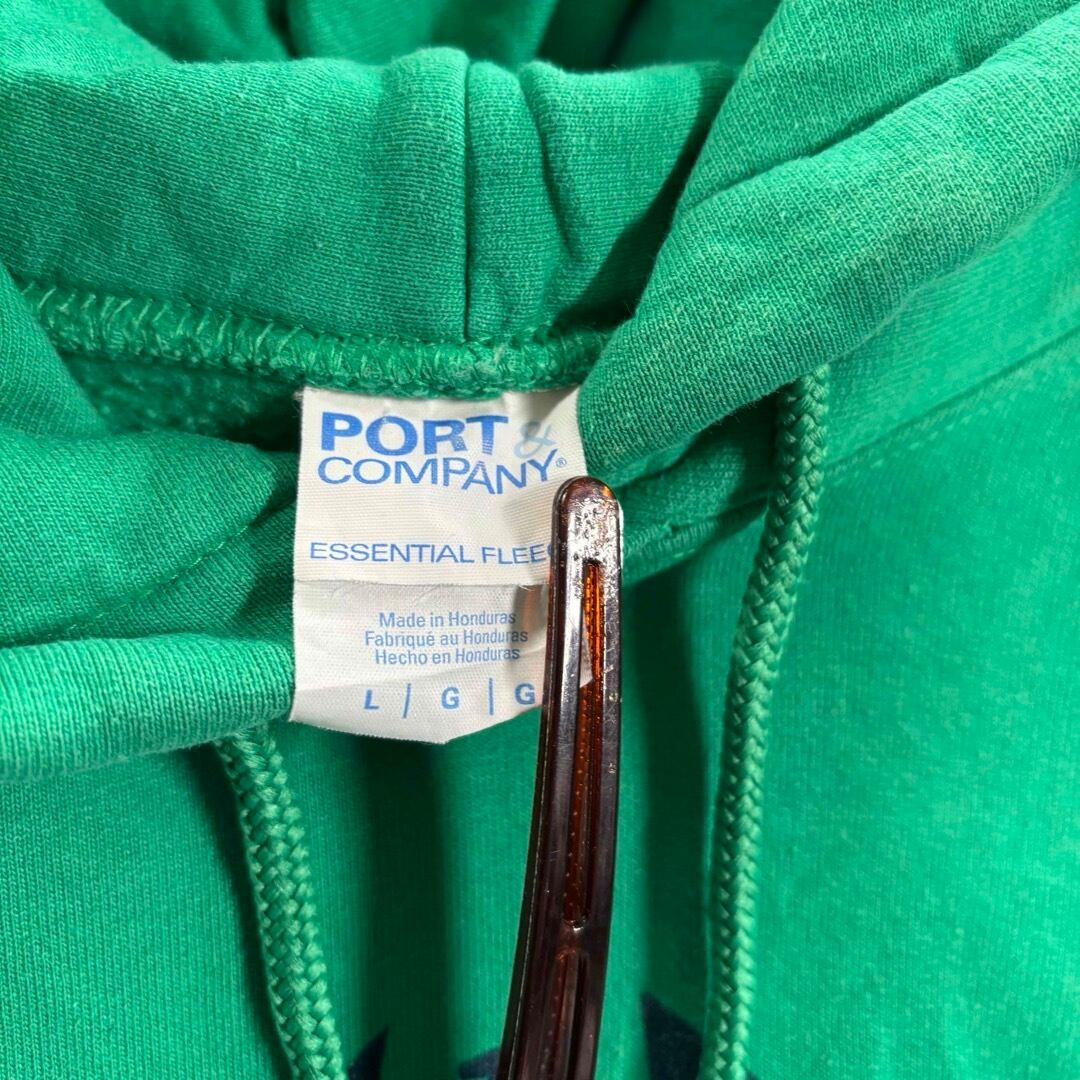 PORT &
COMPANY®
ESSENTIAL FLEE
Made in Honduras
Fabriqué au Honduras
Hecho en Honduras
L / G | G